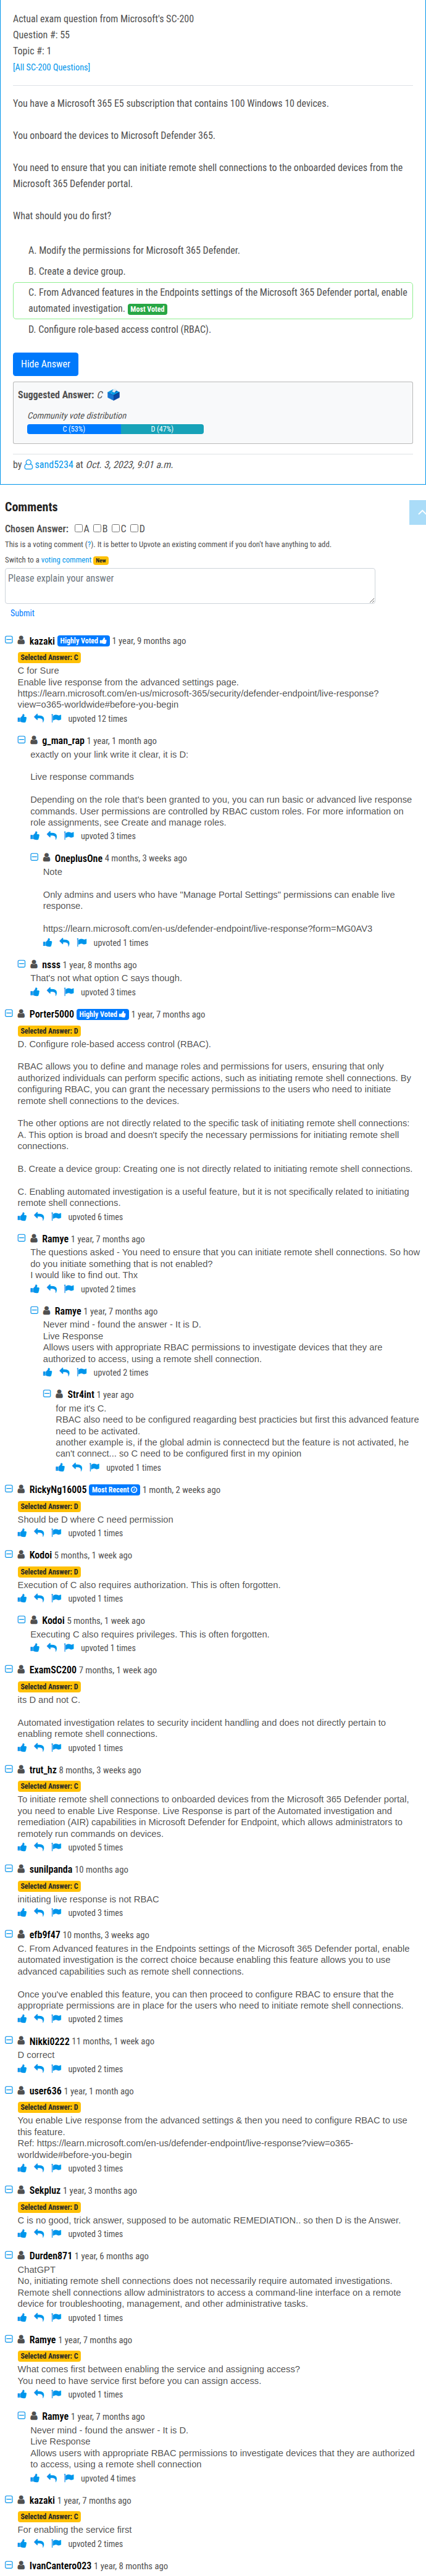 Actual exam question from Microsoft's SC-200
Question #: 55
Topic #: 1
[All SC-200 Questions]
You have a Microsoft 365 E5 subscription that contains 100 Windows 10 devices.
You onboard the devices to Microsoft Defender 365.
You need to ensure that you can initiate remote shell connections to the onboarded devices from the
Microsoft 365 Defender portal.
What should you do first?
A. Modify the permissions for Microsoft 365 Defender.
B. Create a device group.
C. From Advanced features in the Endpoints settings of the Microsoft 365 Defender portal, enable
automated investigation. Most Voted
D. Configure role-based access control (RBAC).
Hide Answer
Suggested Answer: C
Community vote distribution
C (53%) D (47%)
by sand5234 at Oct. 3, 2023, 9:01 a.m.
Comments
Chosen Answer: A B C D
This is a voting comment (?). It is better to Upvote an existing comment if you don't have anything to add.
Switch to a voting comment New
Please explain your answer
Submit
kazaki Highly Voted 1 year, 9 months ago
Selected Answer: C
C for Sure
Enable live response from the advanced settings page.
https://learn.microsoft.com/en-us/microsoft-365/security/defender-endpoint/live-response?
view=o365-worldwide#before-you-begin
upvoted 12 times
g_man_rap 1 year, 1 month ago
exactly on your link write it clear, it is D:
Live response commands
Depending on the role that's been granted to you, you can run basic or advanced live response
commands. User permissions are controlled by RBAC custom roles. For more information on
role assignments, see Create and manage roles.
upvoted 3 times
OneplusOne 4 months, 3 weeks ago
Note
Only admins and users who have "Manage Portal Settings" permissions can enable live
response.
https://learn.microsoft.com/en-us/defender-endpoint/live-response?form=MG0AV3
upvoted 1 times
nsss 1 year, 8 months ago
That's not what option C says though.
upvoted 3 times
Porter5000 Highly Voted 1 year, 7 months ago
Selected Answer: D
D. Configure role-based access control (RBAC).
RBAC allows you to define and manage roles and permissions for users, ensuring that only
authorized individuals can perform specific actions, such as initiating remote shell connections. By
configuring RBAC, you can grant the necessary permissions to the users who need to initiate
remote shell connections to the devices.
The other options are not directly related to the specific task of initiating remote shell connections:
A. This option is broad and doesn't specify the necessary permissions for initiating remote shell
connections.
B. Create a device group: Creating one is not directly related to initiating remote shell connections.
C. Enabling automated investigation is a useful feature, but it is not specifically related to initiating
remote shell connections.
upvoted 6 times
Ramye 1 year, 7 months ago
The questions asked - You need to ensure that you can initiate remote shell connections. So how
do you initiate something that is not enabled?
I would like to find out. Thx
upvoted 2 times
Ramye 1 year, 7 months ago
Never mind - found the answer - It is D.
Live Response
Allows users with appropriate RBAC permissions to investigate devices that they are
authorized to access, using a remote shell connection.
upvoted 2 times
Str4int 1 year ago
for me it's C.
RBAC also need to be configured reagarding best practicies but first this advanced feature
need to be activated.
another example is, if the global admin is connectecd but the feature is not activated, he
can't connect... so C need to be configured first in my opinion
upvoted 1 times
RickyNg16005 Most Recent 1 month, 2 weeks ago
Selected Answer: D
Should be D where C need permission
upvoted 1 times
Kodoi 5 months, 1 week ago
Selected Answer: D
Execution of C also requires authorization. This is often forgotten.
upvoted 1 times
Kodoi 5 months, 1 week ago
Executing C also requires privileges. This is often forgotten.
upvoted 1 times
ExamSC200 7 months, 1 week ago
Selected Answer: D
its D and not C.
Automated investigation relates to security incident handling and does not directly pertain to
enabling remote shell connections.
upvoted 1 times
trut_hz 8 months, 3 weeks ago
Selected Answer: C
To initiate remote shell connections to onboarded devices from the Microsoft 365 Defender portal,
you need to enable Live Response. Live Response is part of the Automated investigation and
remediation (AIR) capabilities in Microsoft Defender for Endpoint, which allows administrators to
remotely run commands on devices.
upvoted 5 times
sunilpanda 10 months ago
Selected Answer: C
initiating live response is not RBAC
upvoted 3 times
efb9f47 10 months, 3 weeks ago
C. From Advanced features in the Endpoints settings of the Microsoft 365 Defender portal, enable
automated investigation is the correct choice because enabling this feature allows you to use
advanced capabilities such as remote shell connections.
Once you've enabled this feature, you can then proceed to configure RBAC to ensure that the
appropriate permissions are in place for the users who need to initiate remote shell connections.
upvoted 2 times
Nikki0222 11 months, 1 week ago
D correct
upvoted 2 times
user636 1 year, 1 month ago
Selected Answer: D
You enable Live response from the advanced settings & then you need to configure RBAC to use
this feature.
Ref: https://learn.microsoft.com/en-us/defender-endpoint/live-response?view=o365-
worldwide#before-you-begin
upvoted 3 times
Sekpluz 1 year, 3 months ago
Selected Answer: D
C is no good, trick answer, supposed to be automatic REMEDIATION.. so then D is the Answer.
upvoted 3 times
Durden871 1 year, 6 months ago
ChatGPT
No, initiating remote shell connections does not necessarily require automated investigations.
Remote shell connections allow administrators to access a command-line interface on a remote
device for troubleshooting, management, and other administrative tasks.
upvoted 1 times
Ramye 1 year, 7 months ago
Selected Answer: C
What comes first between enabling the service and assigning access?
You need to have service first before you can assign access.
upvoted 1 times
Ramye 1 year, 7 months ago
Never mind - found the answer - It is D.
Live Response
Allows users with appropriate RBAC permissions to investigate devices that they are authorized
to access, using a remote shell connection
upvoted 4 times
kazaki 1 year, 7 months ago
Selected Answer: C
For enabling the service first
upvoted 2 times
IvanCantero023 1 year, 8 months ago